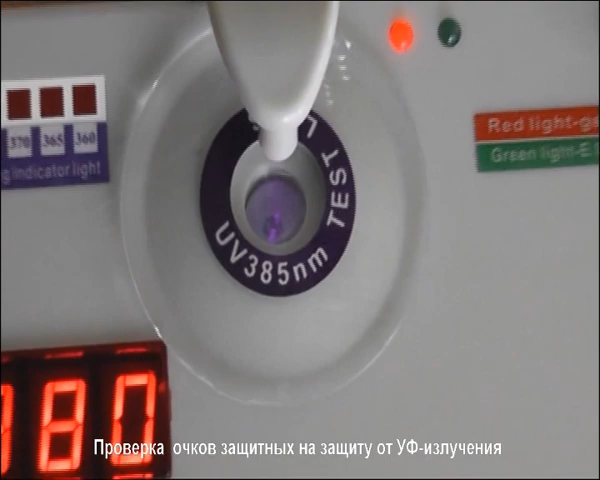 370 365 360
g Indicator light
Red light-ge
Green light-E
UV385nm TEST L
80
Проверка очков защитных на защиту от УФ-излучения